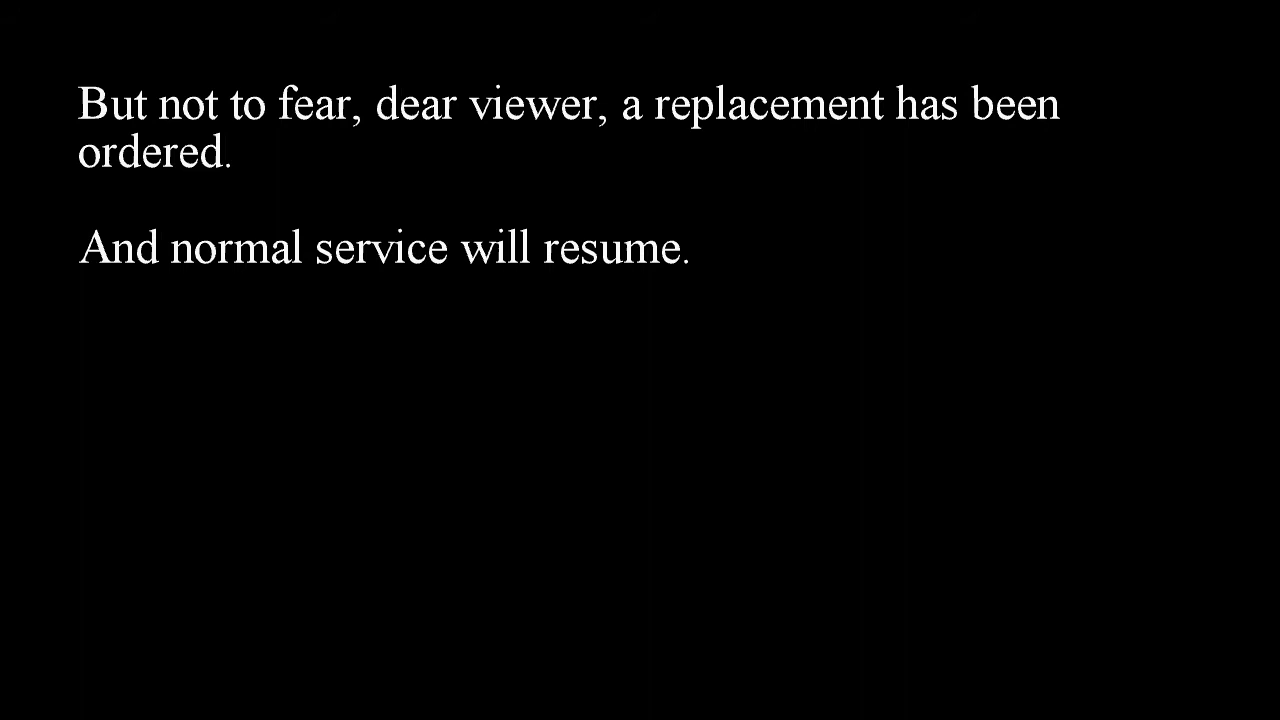 But not to fear, dear viewer, a replacement has been
ordered.
And normal service will resume.